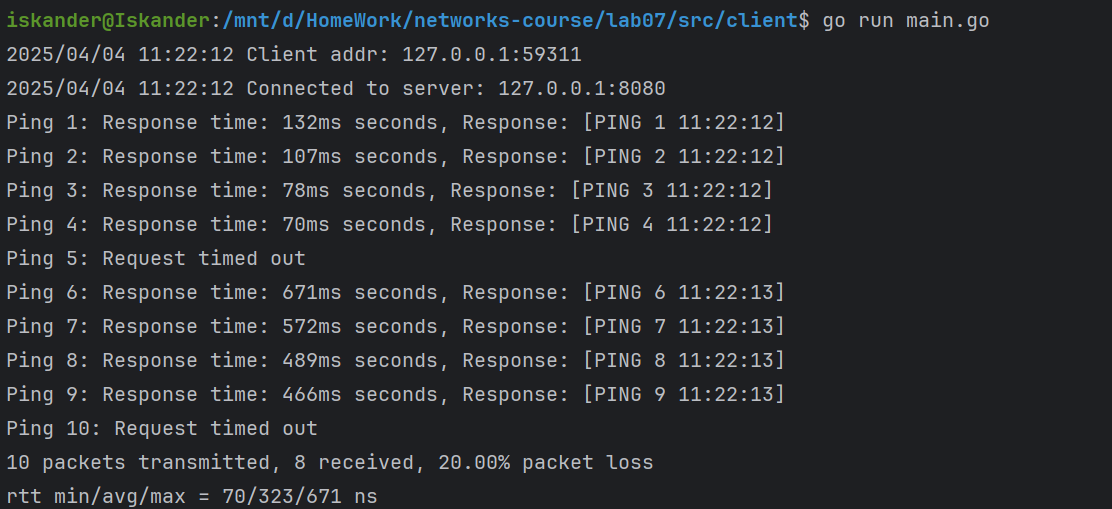 iskander@Iskander:/mnt/d/HomeWork/networks-course/lab07/src/client$ go run main.go
2025/04/04 11:22:12 Client addr: 127.0.0.1:59311
2025/04/04 11:22:12 Connected to server: 127.0.0.1:8080
Ping 1: Response time: 132ms seconds, Response: [PING 1 11:22:12]
Ping 2: Response time: 107ms seconds, Response: [PING 2 11:22:12]
Ping 3: Response time: 78ms seconds, Response: [PING 3 11:22:12]
Ping 4: Response time: 70ms seconds, Response: [PING 4 11:22:12]
Ping 5: Request timed out
Ping 6: Response time: 671ms seconds, Response: [PING 6 11:22:13]
Ping 7: Response time: 572ms seconds, Response: [PING 7 11:22:13]
Ping 8: Response time: 489ms seconds, Response: [PING 8 11:22:13]
Ping 9: Response time: 466ms seconds, Response: [PING 9 11:22:13]
Ping 10: Request timed out
10 packets transmitted, 8 received, 20.00% packet loss
rtt min/avg/max = 70/323/671 ns